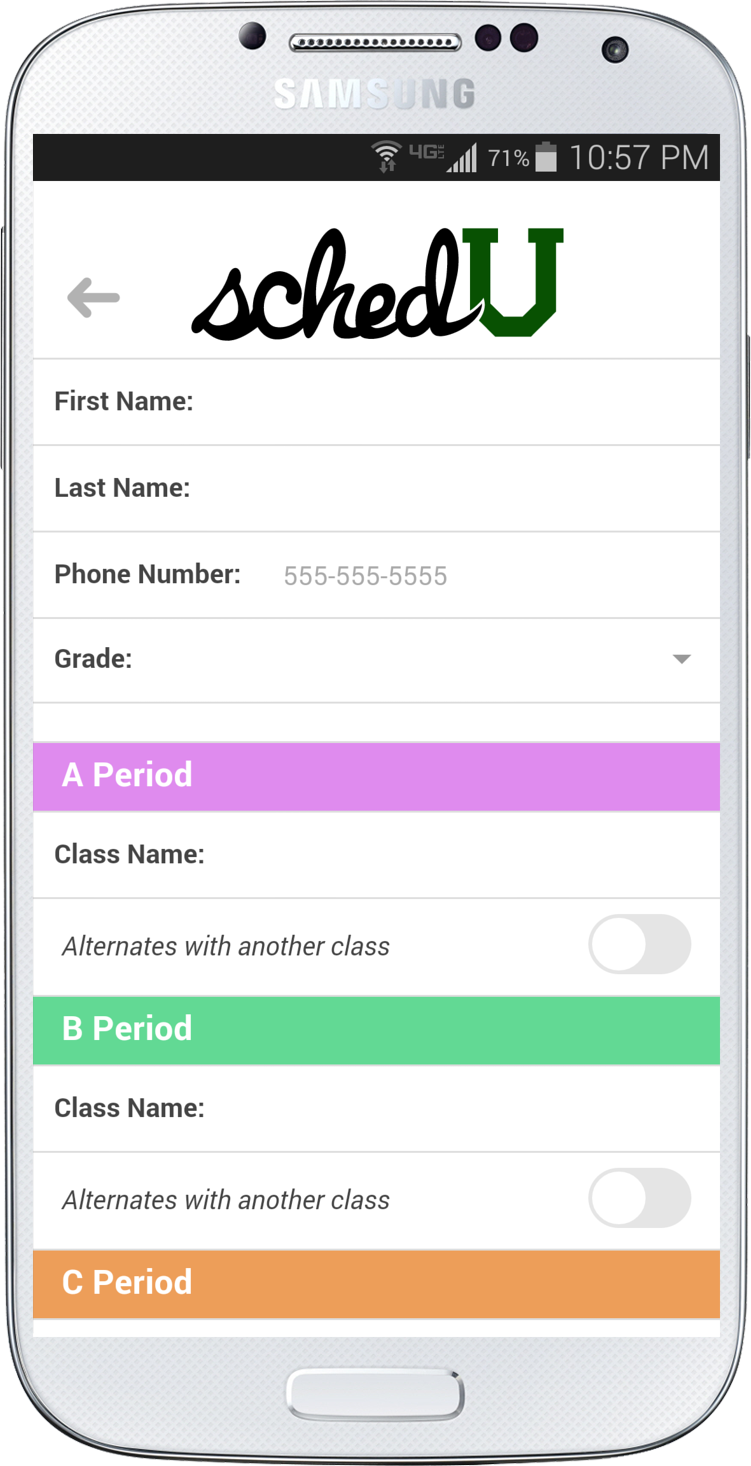 SAMSUNG
4G LTE 71% 10:57 PM
schedU
First Name:
Last Name:
Phone Number: 555-555-5555
Grade:
A Period
Class Name:
Alternates with another class
B Period
Class Name:
Alternates with another class
C Period